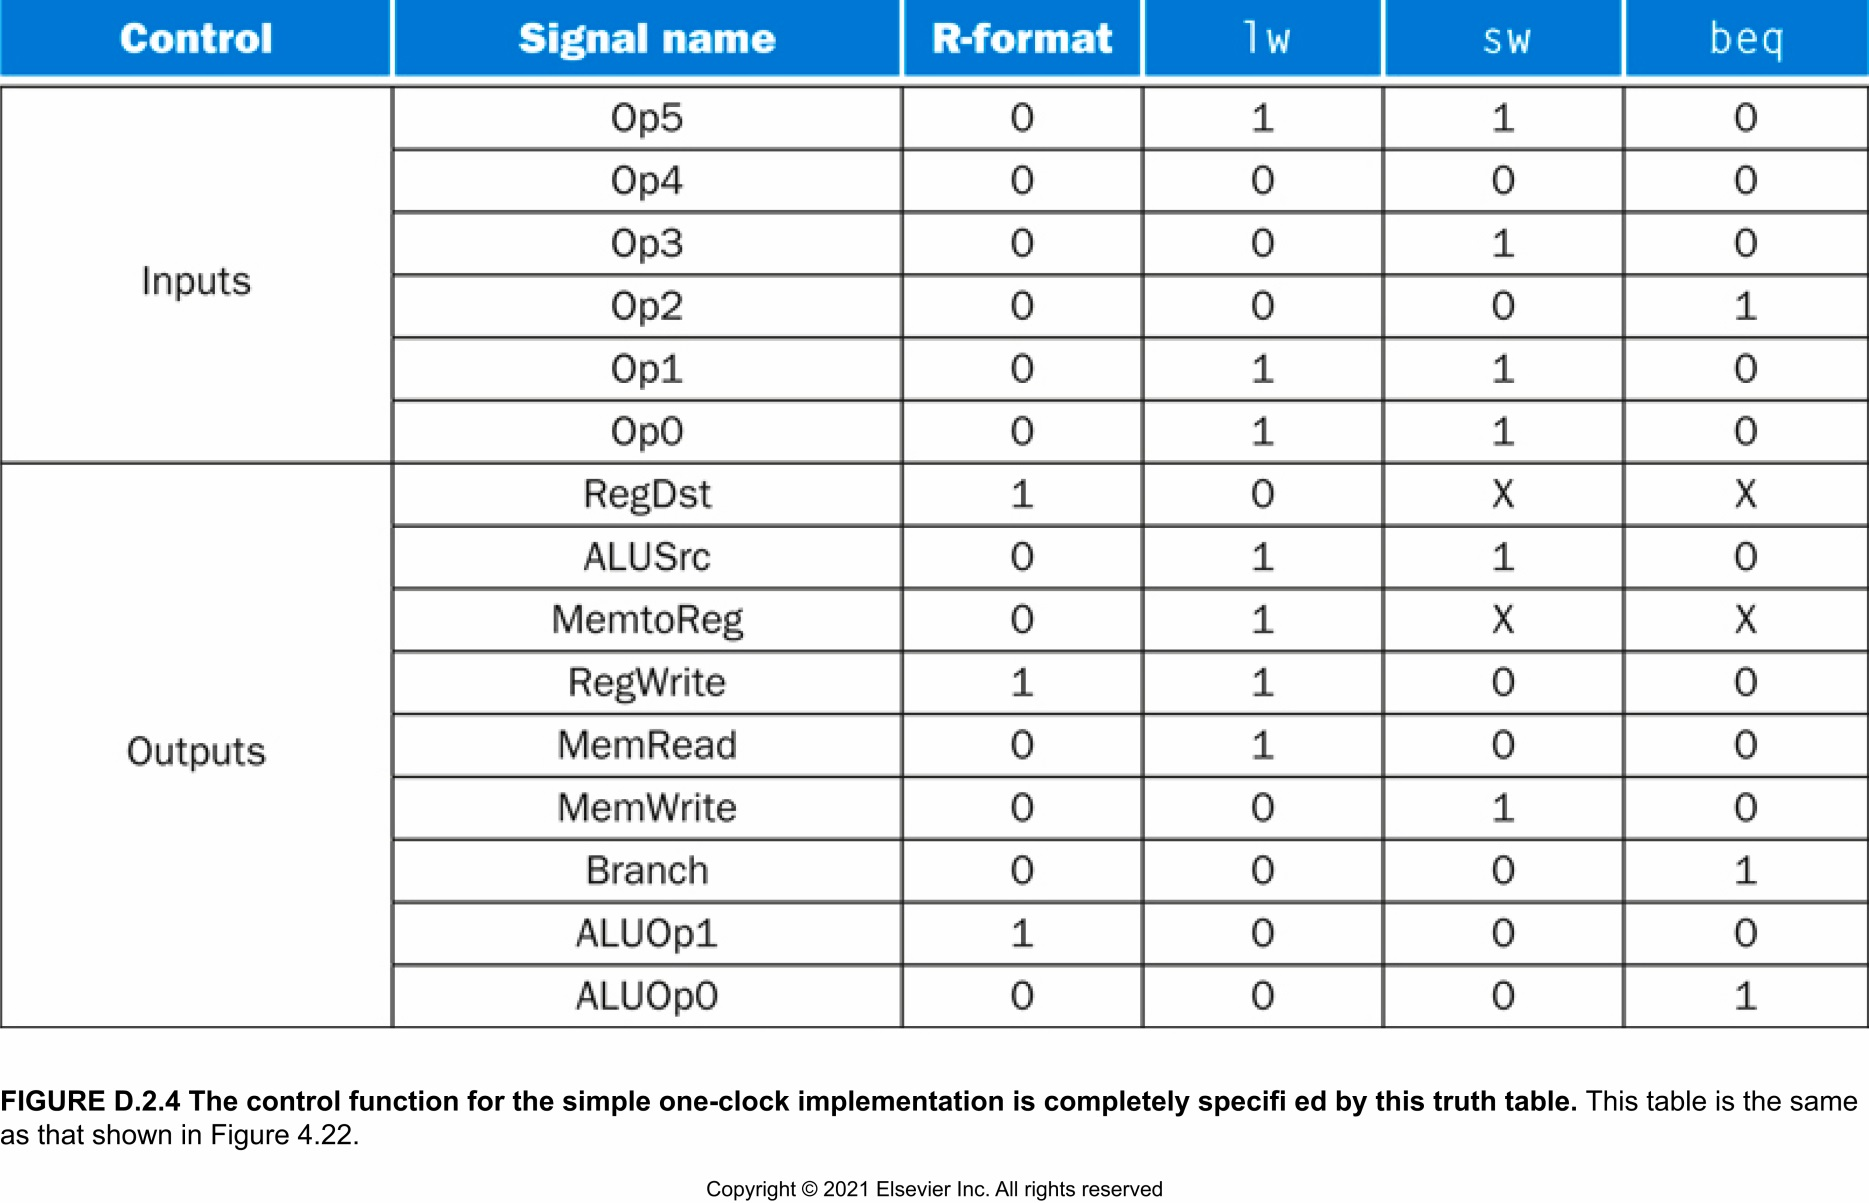 Control Signal name R-format lw sw beq
Inputs Op5 0 1 1 0
Op4 0 0 0 0
Op3 0 0 1 0
Op2 0 0 0 1
Op1 0 1 1 0
Op0 0 1 1 0
Outputs RegDst 1 0 X X
ALUSrc 0 1 1 0
MemtoReg 0 1 X X
RegWrite 1 1 0 0
MemRead 0 1 0 0
MemWrite 0 0 1 0
Branch 0 0 0 1
ALUOp1 1 0 0 0
ALUOp0 0 0 0 1
FIGURE D.2.4 The control function for the simple one-clock implementation is completely specifi ed by this truth table. This table is the same
as that shown in Figure 4.22.
Copyright © 2021 Elsevier Inc. All rights reserved